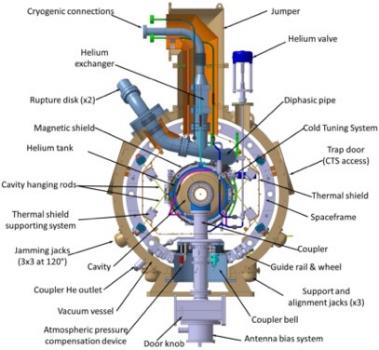 Cryogenic connections
Jumper
Helium valve
Helium
exchanger
Rupture disk (x2)
Diphasic pipe
Magnetic shield
Cold Tuning System
Helium tank
Trap door
(CTS access)
Cavity hanging rods
Thermal shield
Thermal shield
supporting system
Spaceframe
Jamming jacks
(3x3 at 120°)
Coupler
Cavity
Guide rail & wheel
Coupler He outlet
Support and
alignment jacks (x3)
Vacuum vessel
Coupler bell
Atmospheric pressure
compensation device
Door knob
Antenna bias system